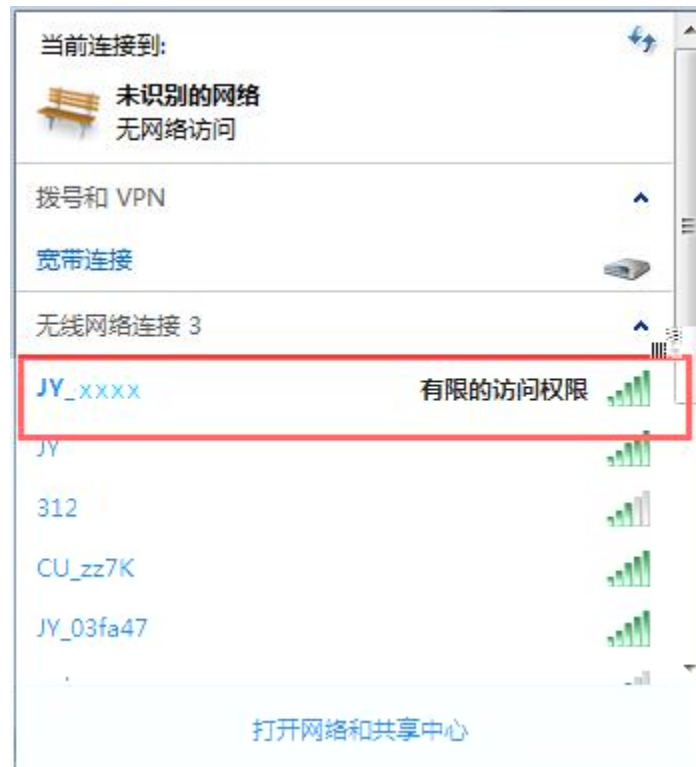 当前连接到:
未识别的网络
无网络访问
拨号和 VPN
宽带连接
无线网络连接 3
JY_xxxx 有限的访问权限
JY
312
CU_zz7K
JY_03fa47
打开网络和共享中心